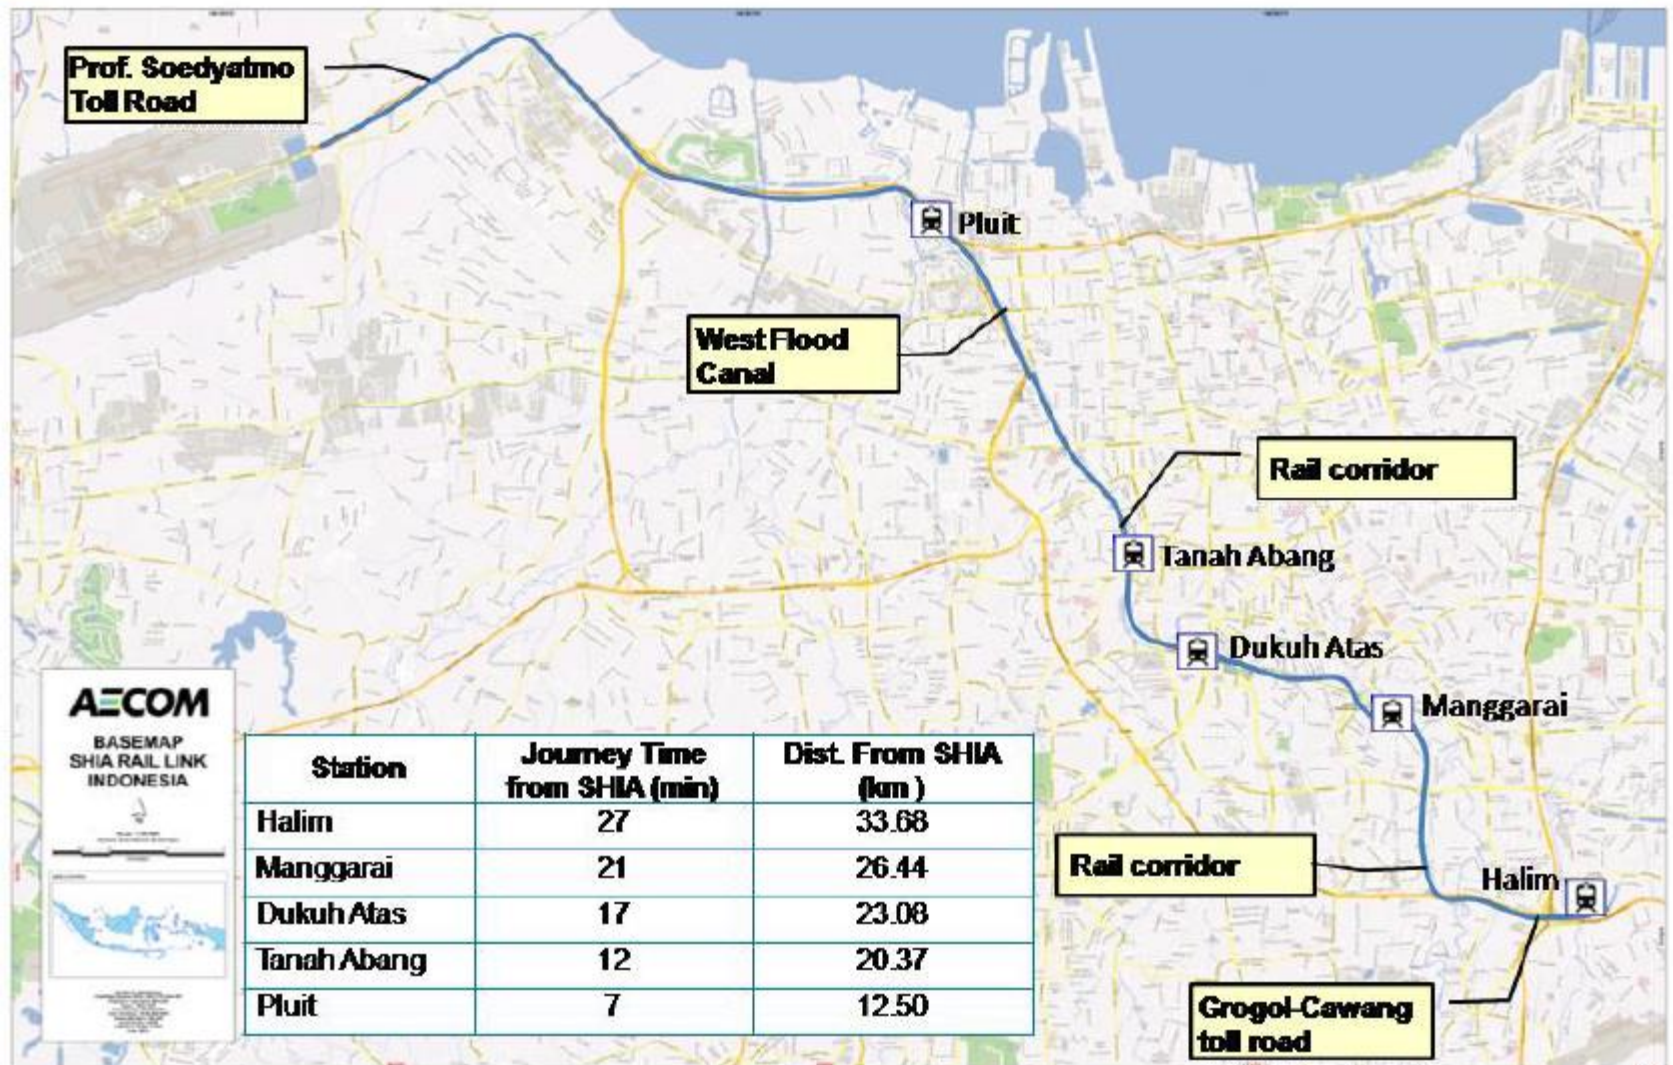 Prof. Soedyatmo
Toll Road
Pluit
West Flood
Canal
Rail corridor
Tanah Abang
Dukuh Atas
Manggarai
AECOM
BASEMAP
SHIA RAIL LINK
INDONESIA
Station Journey Time from SHIA (min) Dist. From SHIA (km )
Halim 27 33.68
Manggarai 21 26.44
Dukuh Atas 17 23.08
Tanah Abang 12 20.37
Pluit 7 12.50
Rail corridor
Halim
Grogol-Cawang
toll road